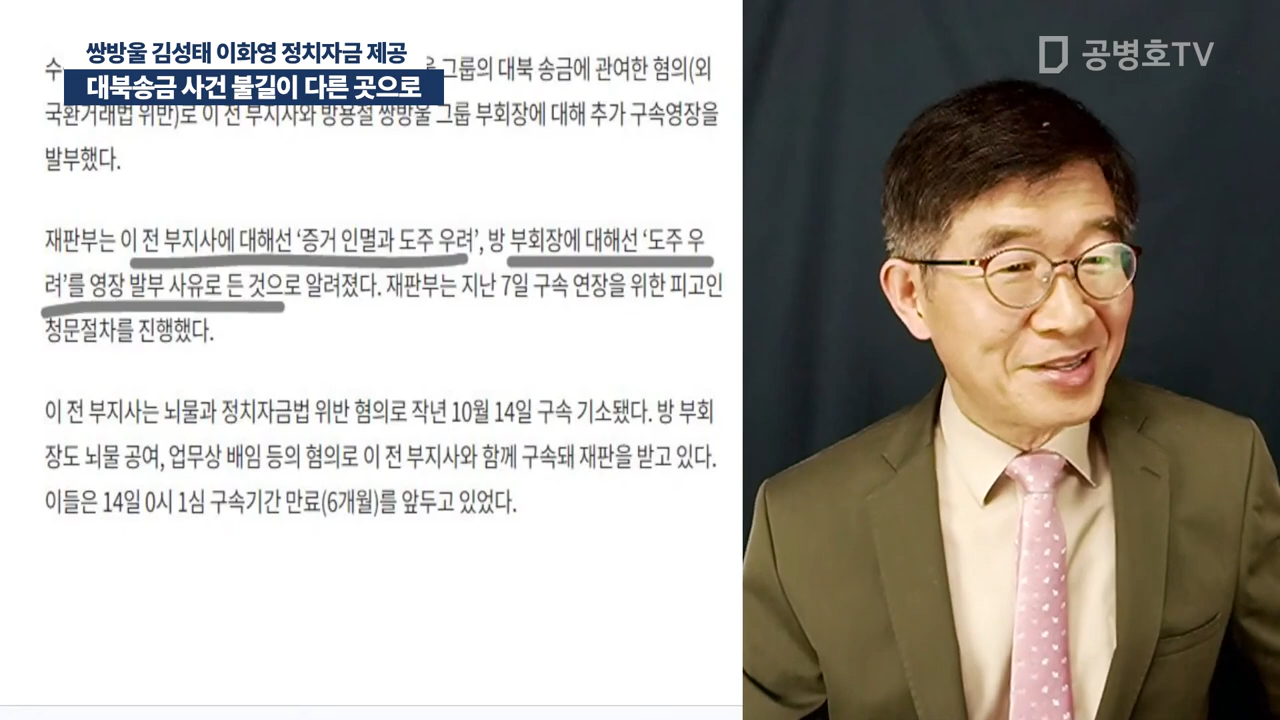 쌍방울 김성태 이화영 정치자금 제공
대북송금 사건 불길이 다른 곳으로
공병호TV
수
울 그룹의 대북 송금에 관여한 혐의(외
국환거래법 위반)로 이 전 부지사와 방용철 쌍방울 그룹 부회장에 대해 추가 구속영장을
발부했다.
재판부는 이 전 부지사에 대해선 ‘증거 인멸과 도주 우려’, 방 부회장에 대해선 ‘도주 우
려’를 영장 발부 사유로 든 것으로 알려졌다. 재판부는 지난 7일 구속 연장을 위한 피고인
청문절차를 진행했다.
이 전 부지사는 뇌물과 정치자금법 위반 혐의로 작년 10월 14일 구속 기소됐다. 방 부회
장도 뇌물 공여, 업무상 배임 등의 혐의로 이 전 부지사와 함께 구속돼 재판을 받고 있다.
이들은 14일 0시 1심 구속기간 만료(6개월)를 앞두고 있었다.